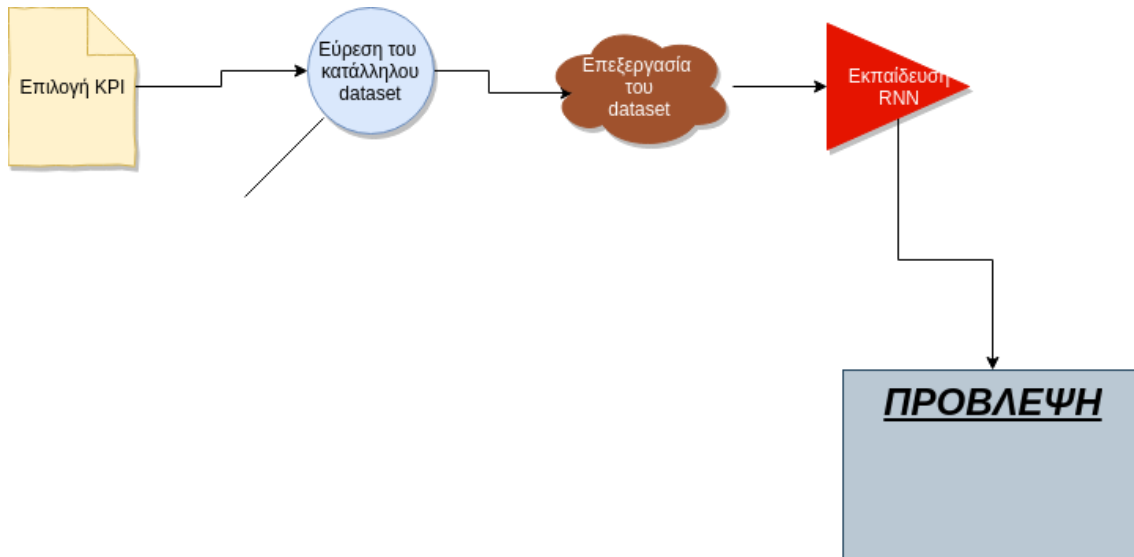 Επιλογή KPI
Εύρεση του
κατάλληλου
dataset
Επεξεργασία
του
dataset
Εκπαίδευση
RNN
ΠΡΟΒΛΕΨΗ